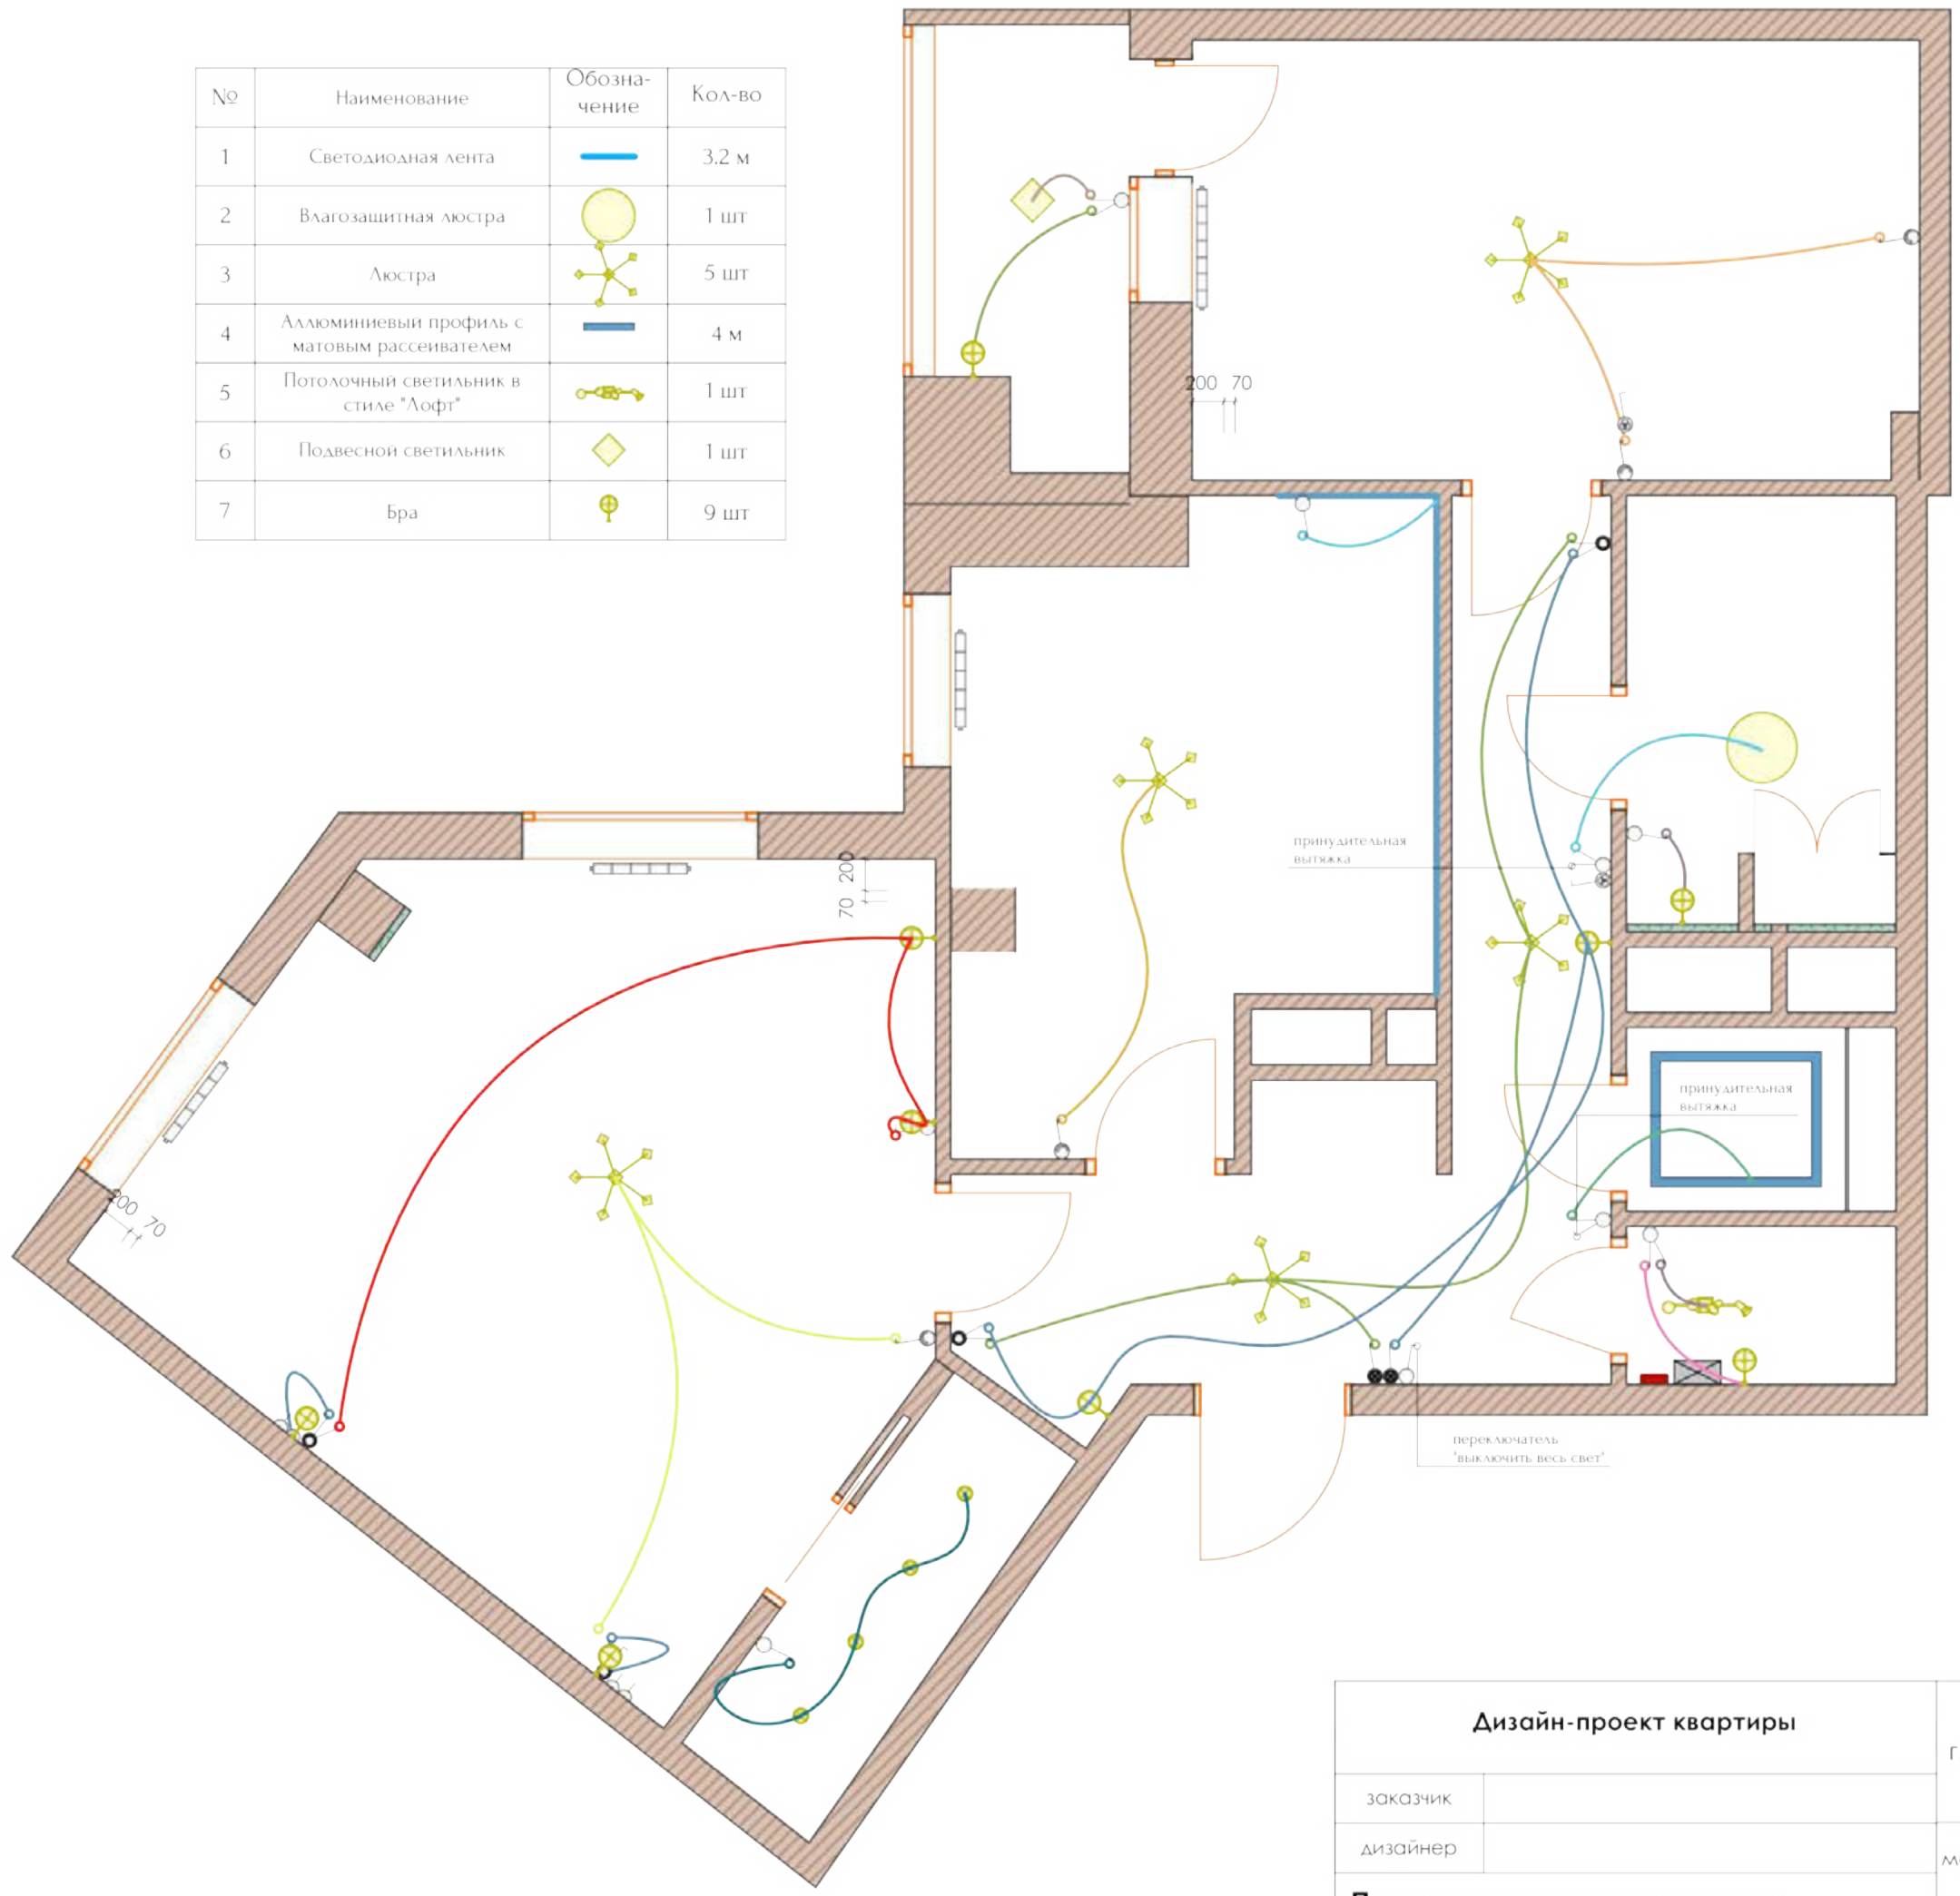 № Наименование Обозна-
чение Кол-во
1 Светодиодная лента 3.2 м
2 Влагозащитная люстра 1 шт
3 Люстра 5 шт
4 Аллюминиевый профиль с
матовым рассеивателем 4 м
5 Потолочный светильник в
стиле "Лофт" 1 шт
6 Подвесной светильник 1 шт
7 Бра 9 шт
200 70
принудительная
вытяжка
70 200
принудительная
вытяжка
200 70
переключатель
"выключить весь свет"
Дизайн-проект квартиры
заказчик
дизайнер